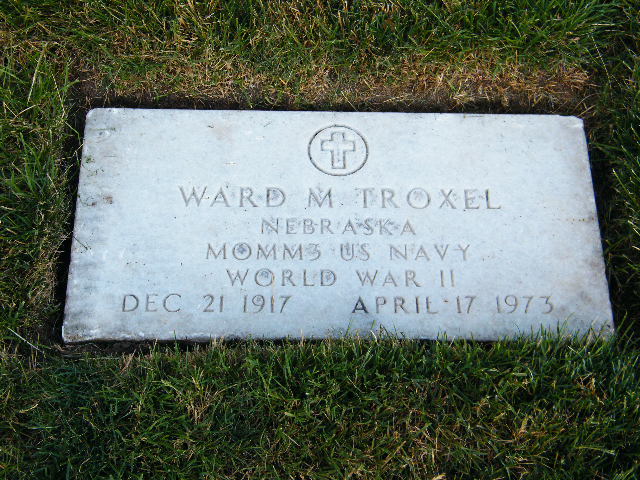 WARD M TROXEL
NEBRASKA
MOMM3 US NAVY
WORLD WAR II
DEC 21 1917 APRIL 17 1973